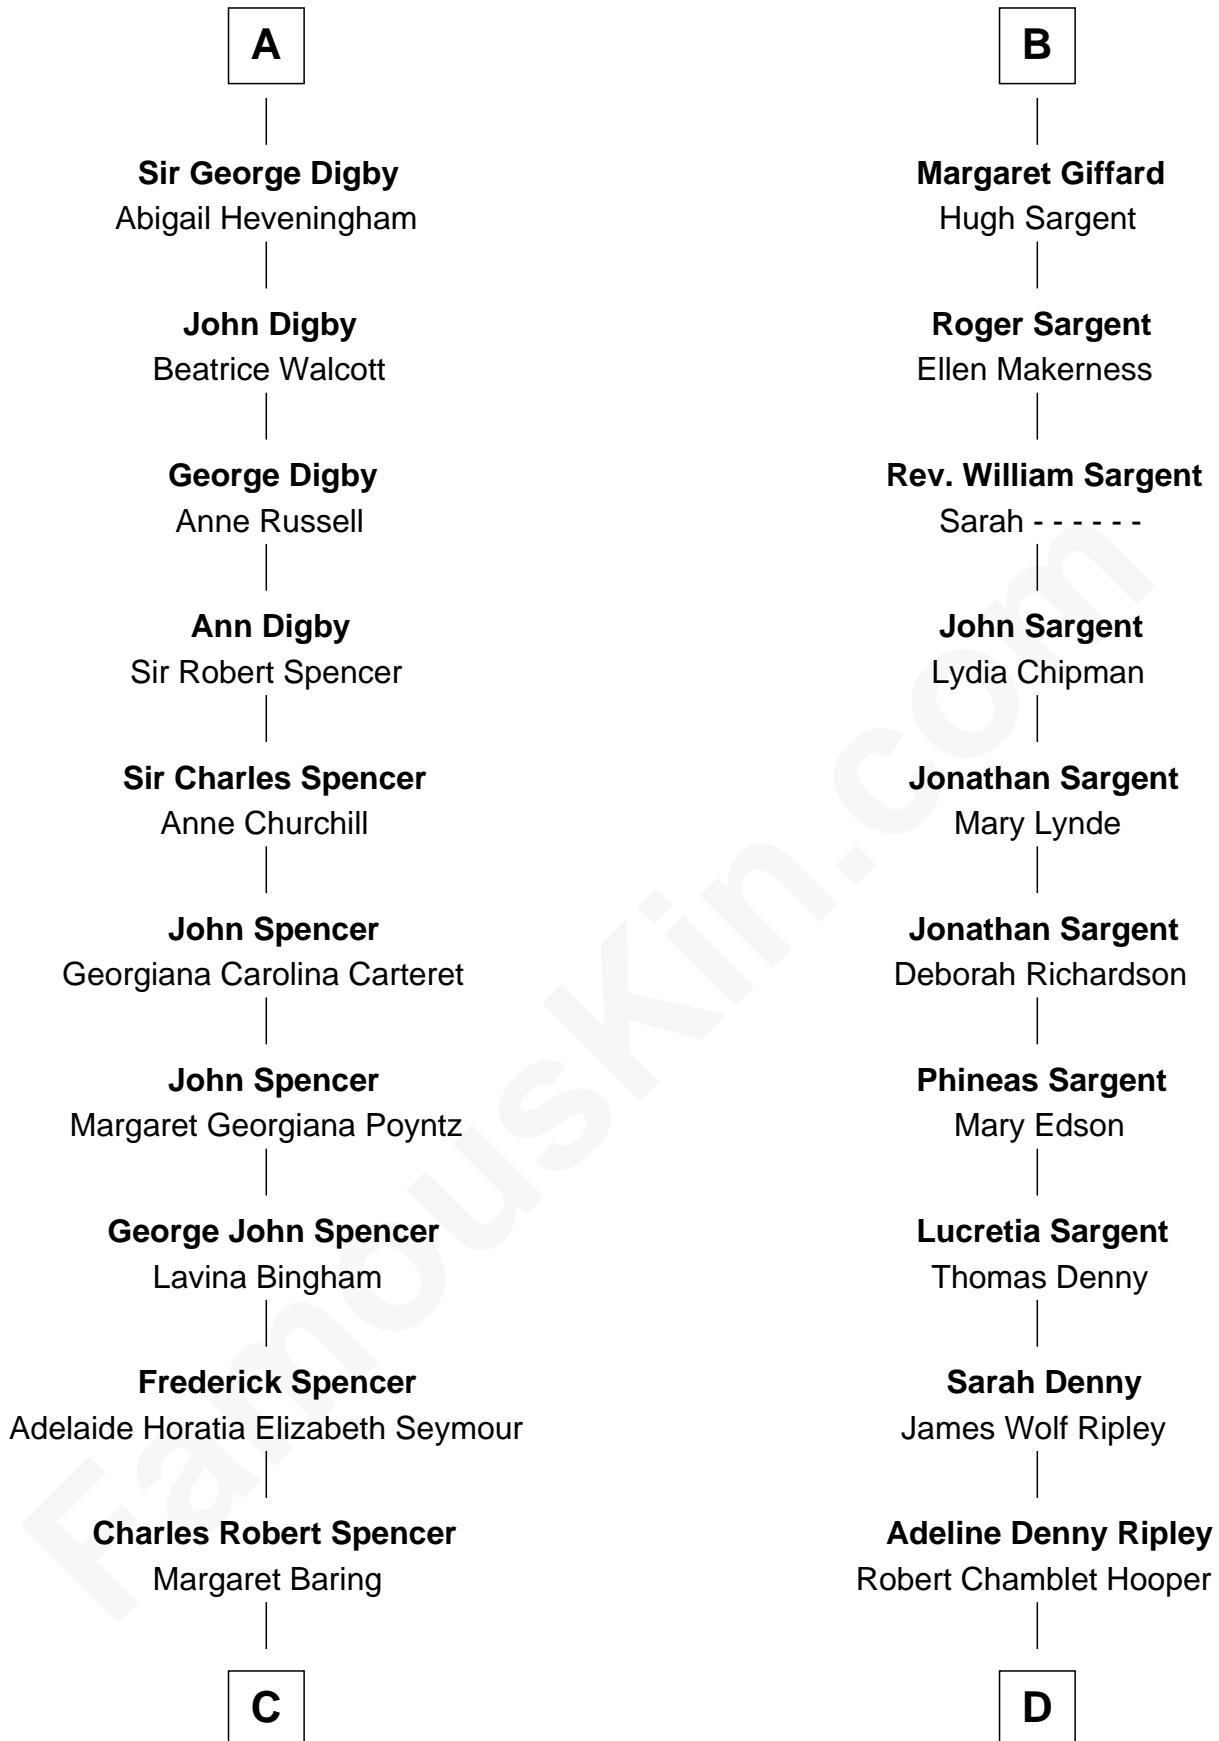 A
Sir George Digby
Abigail Heveningham
John Digby
Beatrice Walcott
George Digby
Anne Russell
Ann Digby
Sir Robert Spencer
Sir Charles Spencer
Anne Churchill
John Spencer
Georgiana Carolina Carteret
John Spencer
Margaret Georgiana Poyntz
George John Spencer
Lavina Bingham
Frederick Spencer
Adelaide Horatia Elizabeth Seymour
Charles Robert Spencer
Margaret Baring
C
B
Margaret Giffard
Hugh Sargent
Roger Sargent
Ellen Makerness
Rev. William Sargent
Sarah - - - - - -
John Sargent
Lydia Chipman
Jonathan Sargent
Mary Lynde
Jonathan Sargent
Deborah Richardson
Phineas Sargent
Mary Edson
Lucretia Sargent
Thomas Denny
Sarah Denny
James Wolf Ripley
Adeline Denny Ripley
Robert Chamblet Hooper
D
FamousKin.com